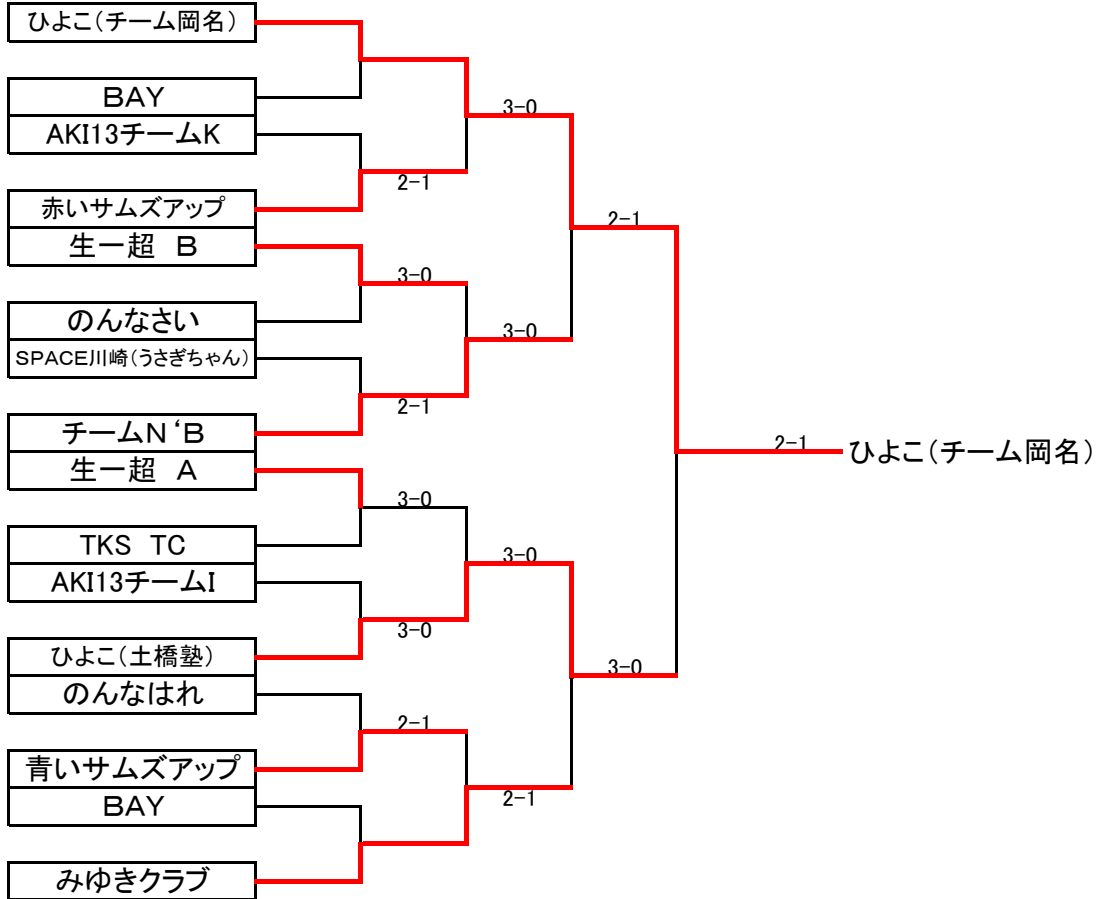 ひよこ（チーム岡名）
BAY
3-0
AKI13チームK
2-1
赤いサムズアップ
2-1
生一超　B
3-0
のんなさい
3-0
SPACE川崎（うさぎちゃん）
2-1
チームN‘B
2-1
ひよこ（チーム岡名）
生一超　A
3-0
TKS　TC
3-0
AKI13チームI
3-0
ひよこ（土橋塾）
3-0
のんなはれ
2-1
青いサムズアップ
BAY
2-1
みゆきクラブ